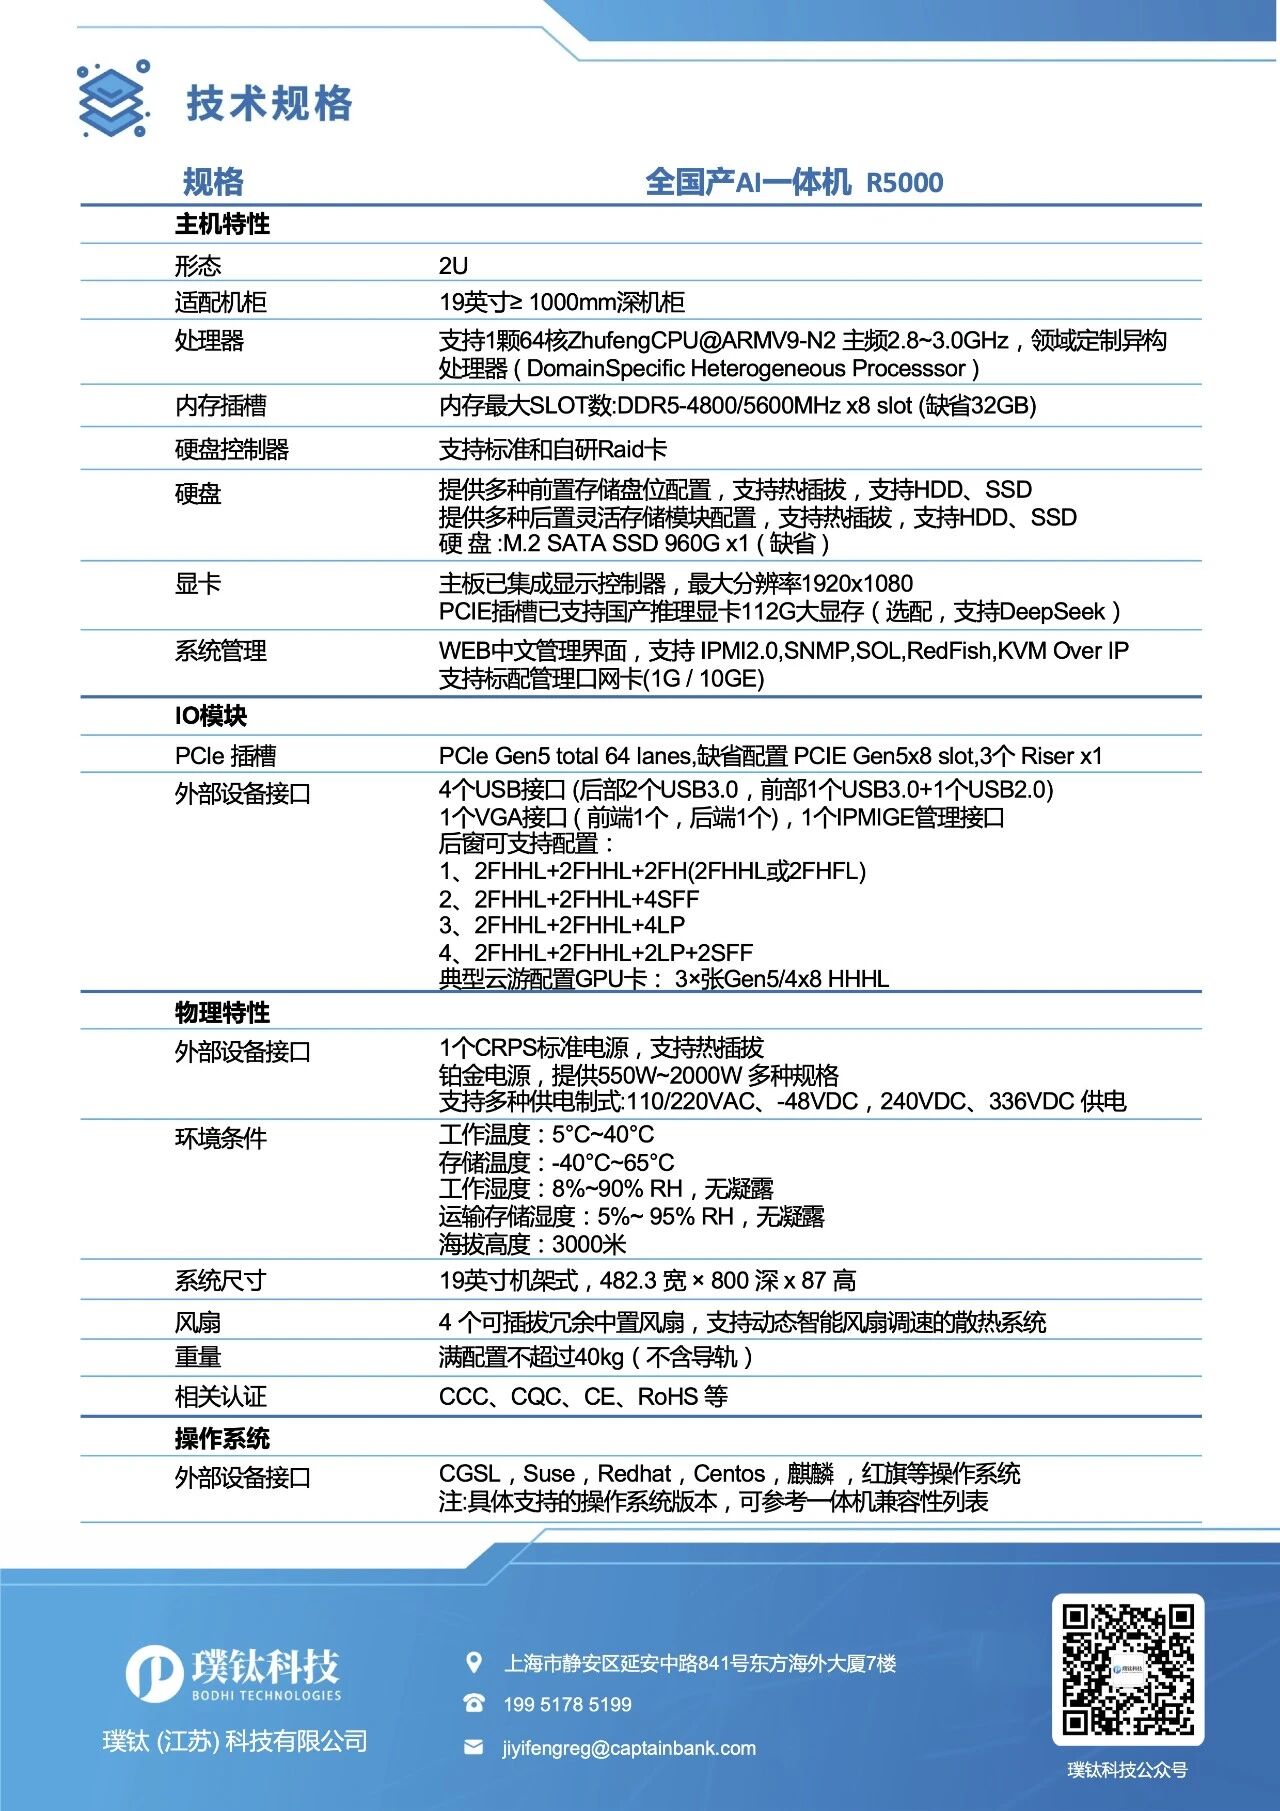 技术规格
规格 全国产AI一体机 R5000
主机特性
形态 2U
适配机柜 19英寸≥ 1000mm深机柜
处理器 支持1颗64核ZhufengCPU@ARMV9-N2 主频2.8~3.0GHz，领域定制异构
处理器 ( DomainSpecific Heterogeneous Processsor )
内存插槽 内存最大SLOT数:DDR5-4800/5600MHz x8 slot (缺省32GB)
硬盘控制器 支持标准和自研Raid卡
硬盘 提供多种前置存储盘位配置，支持热插拔，支持HDD、SSD
提供多种后置灵活存储模块配置，支持热插拔，支持HDD、SSD
硬 盘 :M.2 SATA SSD 960G x1 ( 缺省 )
显卡 主板已集成显示控制器，最大分辨率1920x1080
PCIE插槽已支持国产推理显卡112G大显存（选配，支持DeepSeek）
系统管理 WEB中文管理界面，支持 IPMI2.0,SNMP,SOL,RedFish,KVM Over IP
支持标配管理口网卡(1G / 10GE)
IO模块
PCIe 插槽 PCIe Gen5 total 64 lanes,缺省配置 PCIE Gen5x8 slot,3个 Riser x1
外部设备接口 4个USB接口 (后部2个USB3.0，前部1个USB3.0+1个USB2.0)
1个VGA接口 ( 前端1个，后端1个)，1个IPMIGE管理接口
后窗可支持配置：
1、2FHHL+2FHHL+2FH(2FHHL或2FHFL)
2、2FHHL+2FHHL+4SFF
3、2FHHL+2FHHL+4LP
4、2FHHL+2FHHL+2LP+2SFF
典型云游配置GPU卡： 3×张Gen5/4x8 HHHL
物理特性
外部设备接口 1个CRPS标准电源，支持热插拔
铂金电源，提供550W~2000W 多种规格
支持多种供电制式:110/220VAC、-48VDC，240VDC、336VDC 供电
环境条件 工作温度：5°C~40°C
存储温度：-40°C~65°C
工作湿度：8%~90% RH，无凝露
运输存储湿度：5%~ 95% RH，无凝露
海拔高度：3000米
系统尺寸 19英寸机架式，482.3 宽 × 800 深 x 87 高
风扇 4 个可插拔冗余中置风扇，支持动态智能风扇调速的散热系统
重量 满配置不超过40kg（不含导轨）
相关认证 CCC、CQC、CE、RoHS 等
操作系统
外部设备接口 CGSL，Suse，Redhat，Centos，麒麟 ，红旗等操作系统
注:具体支持的操作系统版本，可参考一体机兼容性列表
璞钛科技
BODHI TECHNOLOGIES
璞钛 (江苏) 科技有限公司
上海市静安区延安中路841号东方海外大厦7楼
199 5178 5199
jiyifengreg@captainbank.com
璞钛科技
璞钛科技公众号